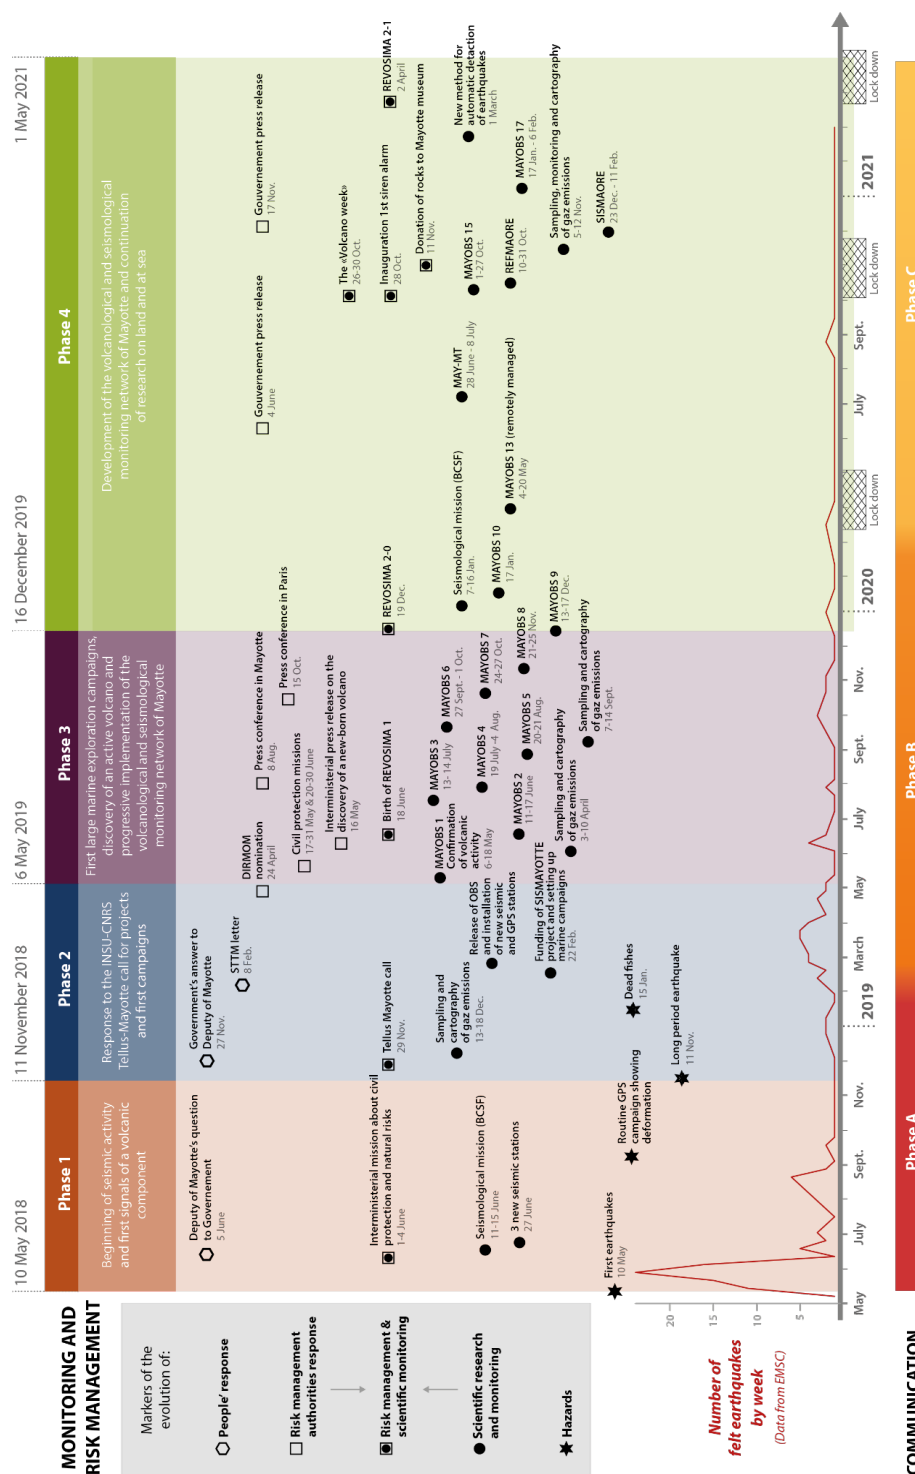 10 May 2018
11 November 2018
6 May 2019
16 December 2019
1 May 2021
MONITORING AND
RISK MANAGEMENT
Phase 1
Phase 2
Phase 3
Phase 4
Beginning of seismic activity
and first signals of a volcanic
component
Response to the INSU-CNRS
Tellus-Mayotte call for projects
and first campaigns
First large marine exploration campaigns,
discovery of an active volcano and
progressive implementation of the
volcanological and seismological
monitoring network of Mayotte
Development of the volcanological and seismological
monitoring network of Mayotte and continuation
of research on land and at sea
Markers of the
evolution of:
People' response
Risk management
authorities response
Risk management &
scientific monitoring
Scientific research
and monitoring
Hazards
Deputy of Mayotte's question
to Governement
5 June
Government's answer to
Deputy of Mayotte
27 Nov.
STTM letter
8 Feb.
DIRMOM
nomination
24 April
Press conference in Mayotte
8 Aug.
Gouvernement press release
4 June
Gouvernement press release
17 Nov.
Press conference in Paris
15 Oct.
Civil protection missions
17-31 May & 20-30 June
Interministerial press release on the
discovery of a new-born volcano
16 May
The «Volcano week»
26-30 Oct.
Interministerial mission about civil
protection and natural risks
1-4 June
Tellus Mayotte call
29 Nov.
Birth of REVOSIMA 1
18 June
REVOSIMA 2-0
19 Dec.
Inauguration 1st siren alarm
28 Oct.
REVOSIMA 2-1
2 April
Donation of rocks to Mayotte museum
11 Nov.
Seismological mission (BCSF)
11-15 June
3 new seismic stations
27 June
Sampling and
cartography
of gaz emissions
13-18 Dec.
Release of OBS
and installation
of new seismic
and GPS stations
Funding of SISMAYOTTE
project and setting up
marine campaigns
22 Feb.
MAYOBS 1
Confirmation
of volcanic
activity
6-18 May
MAYOBS 3
13- 14 July
MAYOBS 6
27 Sept. - 1 Oct.
MAYOBS 4
19 July -4 Aug.
MAYOBS 7
24-27 Oct.
MAYOBS 2
11-17 June
MAYOBS 5
20-21 Aug.
MAYOBS 8
21-25 Nov.
Sampling and cartography
of gaz emissions
3-10 April
Sampling and cartography
of gaz emissions
7-14 Sept.
MAYOBS 9
13-17 Dec.
Seismological mission (BCSF)
7-16 Jan.
MAYOBS 10
17 Jan.
MAYOBS 13 (remotely managed)
4-20 May
MAY-MT
28 June - 8 July
MAYOBS 15
1-27 Oct.
REFMAORE
10-31 Oct.
New method for
automatic detaction
of earthquakes
1 March
MAYOBS 17
17 Jan. - 6 Feb.
Sampling, monitoring and cartography
of gaz emissions
5-12 Nov.
SISMAORE
23 Dec. - 11 Feb.
First earthquakes
10 May
Routine GPS
campaign showing
deformation
Long period earthquake
11 Nov.
Dead fishes
15 Jan.
Number of
felt earthquakes
by week
(Data from EMSC)
20
15
10
5
May
July
Sept.
Nov.
2019
March
May
July
Sept.
Nov.
2020
July
Sept.
2021
Lock down
Lock down
Lock down
COMMUNICATION
Phase A
Phase B
Phase C